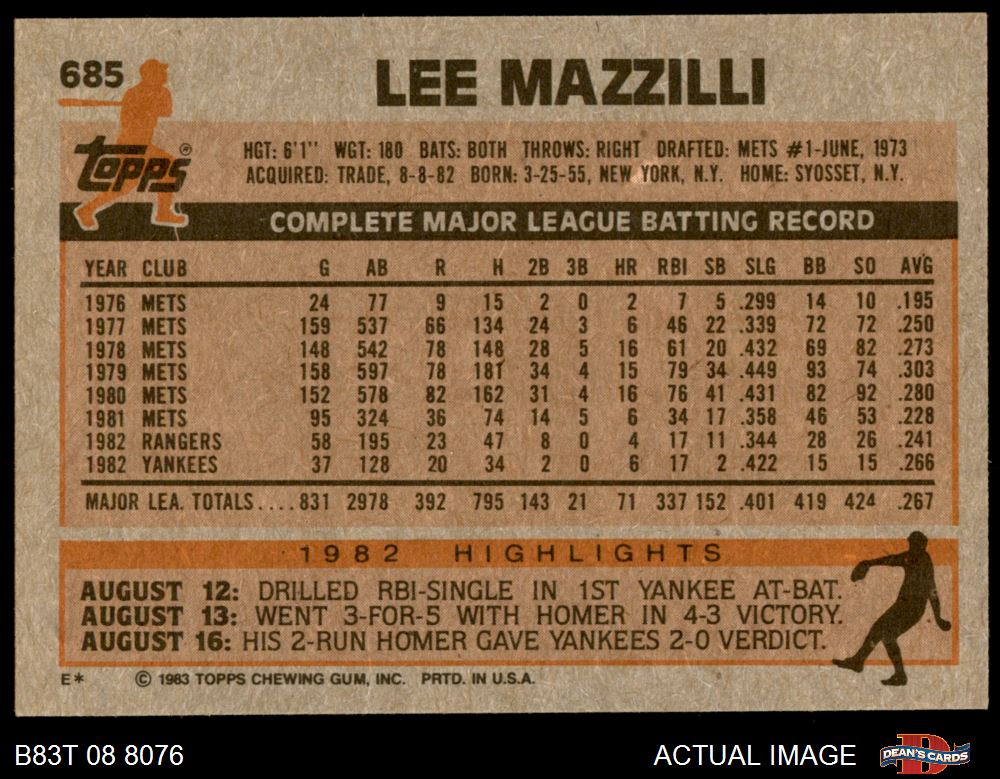 685
LEE MAZZILLI
Topps®
HGT: 6'1" WGT: 180 BATS: BOTH THROWS: RIGHT DRAFTED: METS #1-JUNE, 1973
ACQUIRED: TRADE, 8-8-82 BORN: 3-25-55, NEW YORK, N.Y. HOME: SYOSSET, N.Y.
COMPLETE MAJOR LEAGUE BATTING RECORD
YEAR CLUB G AB R H 2B 3B HR RBI SB SLG BB SO AVG
1976 METS 24 77 9 15 2 0 2 7 5 .299 14 10 .195
1977 METS 159 537 66 134 24 3 6 46 22 .339 72 72 .250
1978 METS 148 542 78 148 28 5 16 61 20 .432 69 82 .273
1979 METS 158 597 78 181 34 4 15 79 34 .449 93 74 .303
1980 METS 152 578 82 162 31 4 16 76 41 .431 82 92 .280
1981 METS 95 324 36 74 14 5 6 34 17 .358 46 53 .228
1982 RANGERS 58 195 23 47 8 0 4 17 11 .344 28 26 .241
1982 YANKEES 37 128 20 34 2 0 6 17 2 .422 15 15 .266
MAJOR LEA. TOTALS....831 2978 392 795 143 21 71 337 152 .401 419 424 .267
1982 HIGHLIGHTS
AUGUST 12: DRILLED RBI-SINGLE IN 1ST YANKEE AT-BAT.
AUGUST 13: WENT 3-FOR-5 WITH HOMER IN 4-3 VICTORY.
AUGUST 16: HIS 2-RUN HOMER GAVE YANKEES 2-0 VERDICT.
E* © 1983 TOPPS CHEWING GUM, INC. PRTD. IN U.S.A.
B83T 08 8076 ACTUAL IMAGE D DEAN'S CARDS